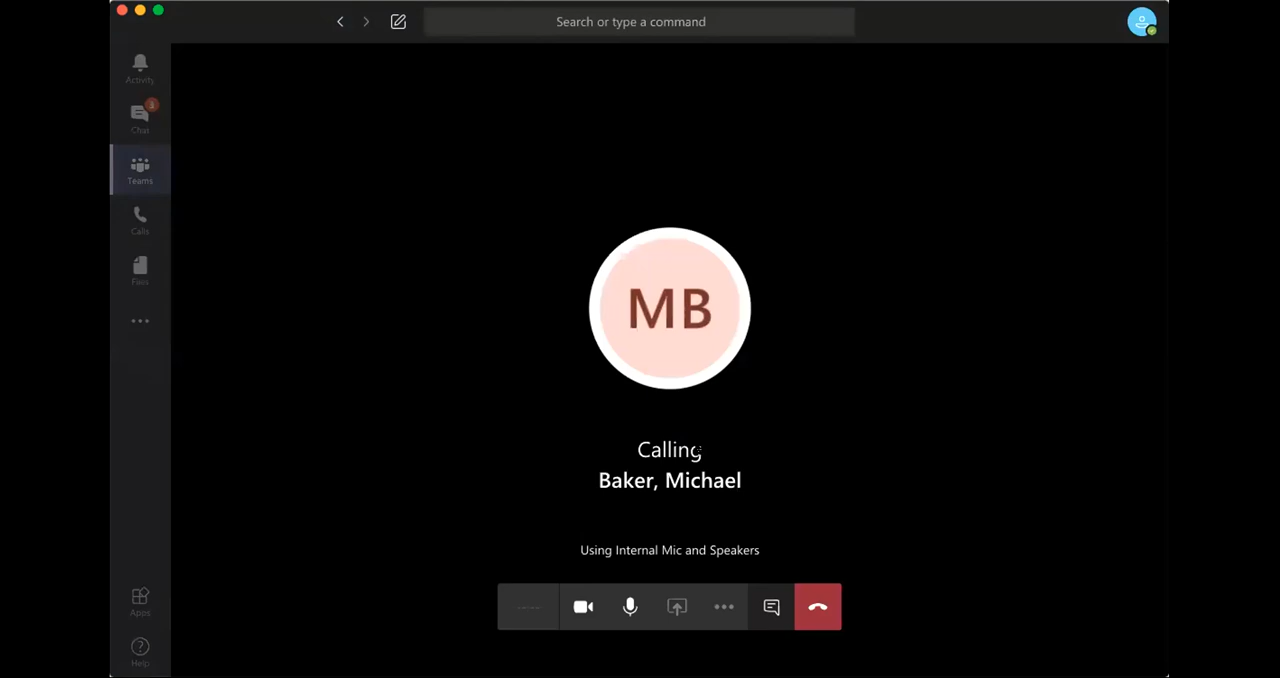 Search or type a command
Activity
3
Chat
Teams
Calls
Files
MB
Calling
Baker, Michael
Using Internal Mic and Speakers
Apps
Help